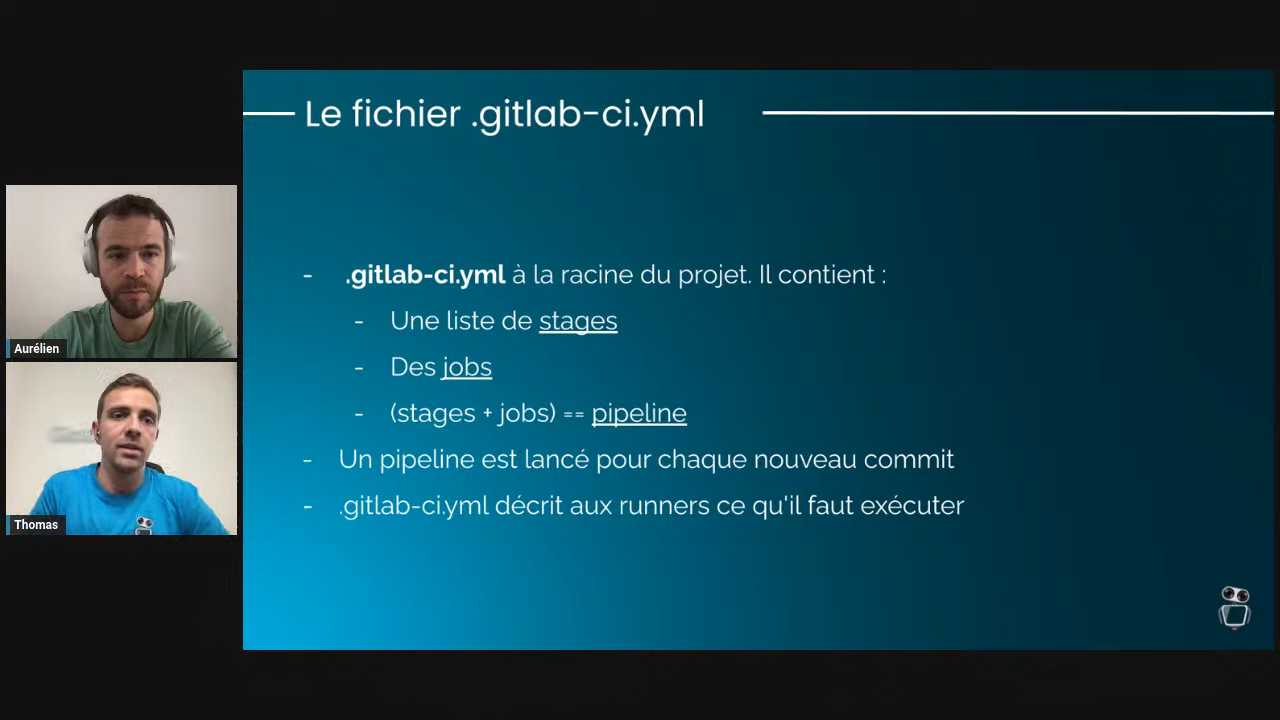 Le fichier .gitlab-ci.yml
- .gitlab-ci.yml à la racine du projet. Il contient :
- Une liste de stages
- Des jobs
- (stages + jobs) == pipeline
- Un pipeline est lancé pour chaque nouveau commit
- .gitlab-ci.yml décrit aux runners ce qu'il faut exécuter
Aurélien
Thomas